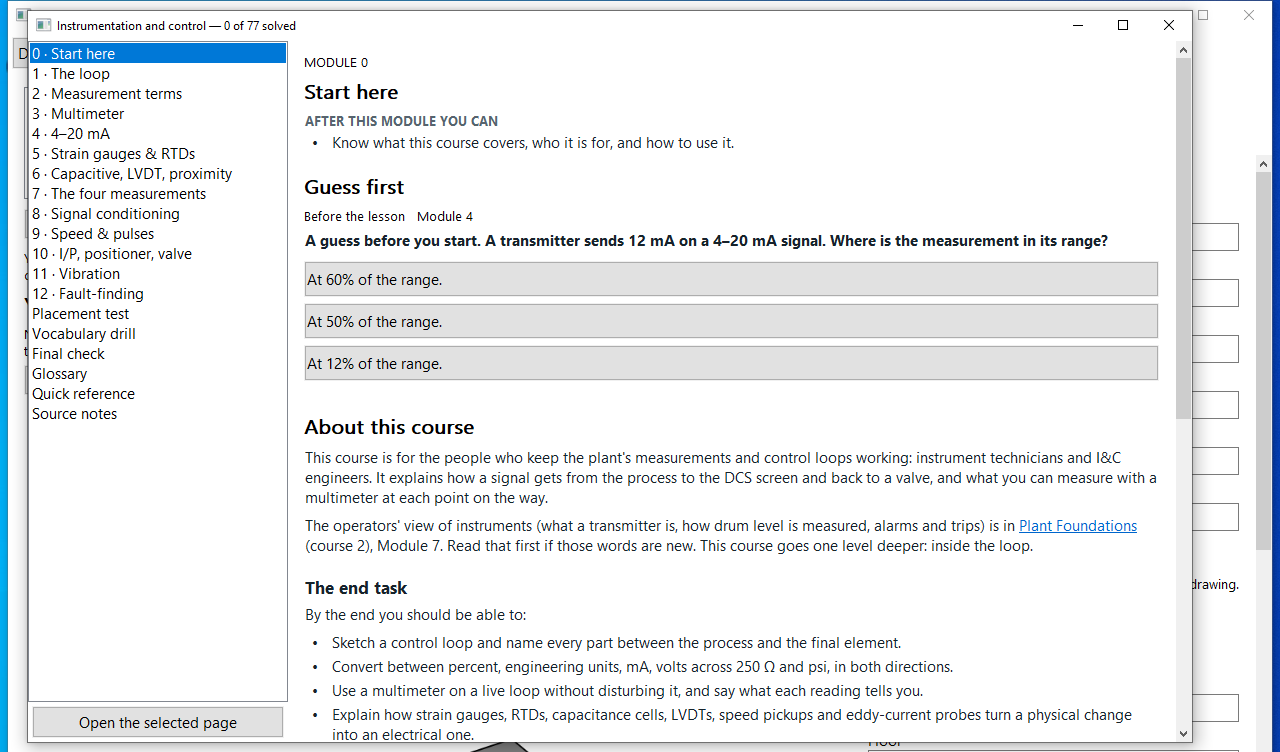 Instrumentation and control — 0 of 77 solved
0 · Start here
1 · The loop
2 · Measurement terms
3 · Multimeter
4 · 4–20 mA
5 · Strain gauges & RTDs
6 · Capacitive, LVDT, proximity
7 · The four measurements
8 · Signal conditioning
9 · Speed & pulses
10 · I/P, positioner, valve
11 · Vibration
12 · Fault-finding
Placement test
Vocabulary drill
Final check
Glossary
Quick reference
Source notes
Open the selected page
MODULE 0
Start here
AFTER THIS MODULE YOU CAN
• Know what this course covers, who it is for, and how to use it.
Guess first
Before the lesson Module 4
A guess before you start. A transmitter sends 12 mA on a 4–20 mA signal. Where is the measurement in its range?
At 60% of the range.
At 50% of the range.
At 12% of the range.
About this course
This course is for the people who keep the plant's measurements and control loops working: instrument technicians and I&C
engineers. It explains how a signal gets from the process to the DCS screen and back to a valve, and what you can measure with a
multimeter at each point on the way.
The operators' view of instruments (what a transmitter is, how drum level is measured, alarms and trips) is in Plant Foundations
(course 2), Module 7. Read that first if those words are new. This course goes one level deeper: inside the loop.
The end task
By the end you should be able to:
• Sketch a control loop and name every part between the process and the final element.
• Convert between percent, engineering units, mA, volts across 250 Ω and psi, in both directions.
• Use a multimeter on a live loop without disturbing it, and say what each reading tells you.
• Explain how strain gauges, RTDs, capacitance cells, LVDTs, speed pickups and eddy-current probes turn a physical change
into an electrical one.
drawing.